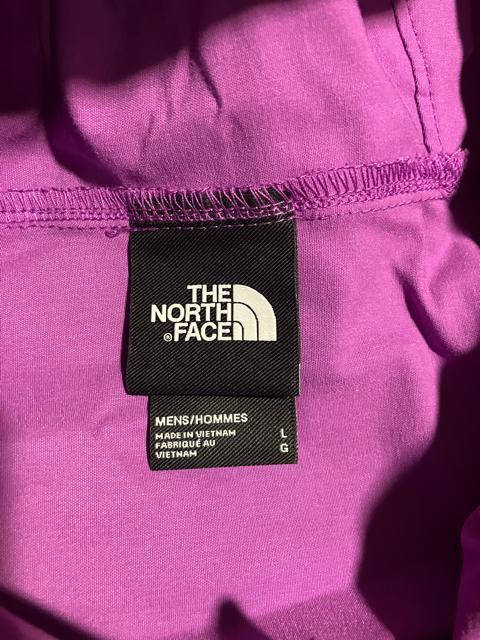 THE
NORTH
®FACE
MENS/HOMMES
MADE IN VIETNAM L
FABRIQUÉ AU G
VIETNAM